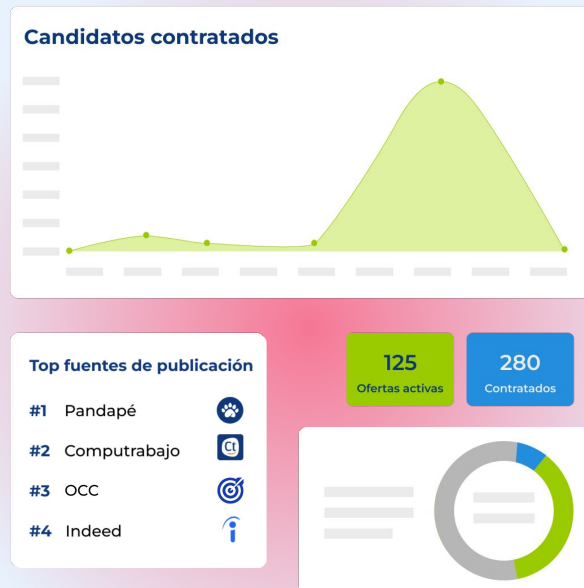 Candidatos contratados
Top fuentes de publicación
#1 Pandapé
#2 Computrabajo
Ct
#3 OCC
#4 Indeed
125
Ofertas activas
280
Contratados